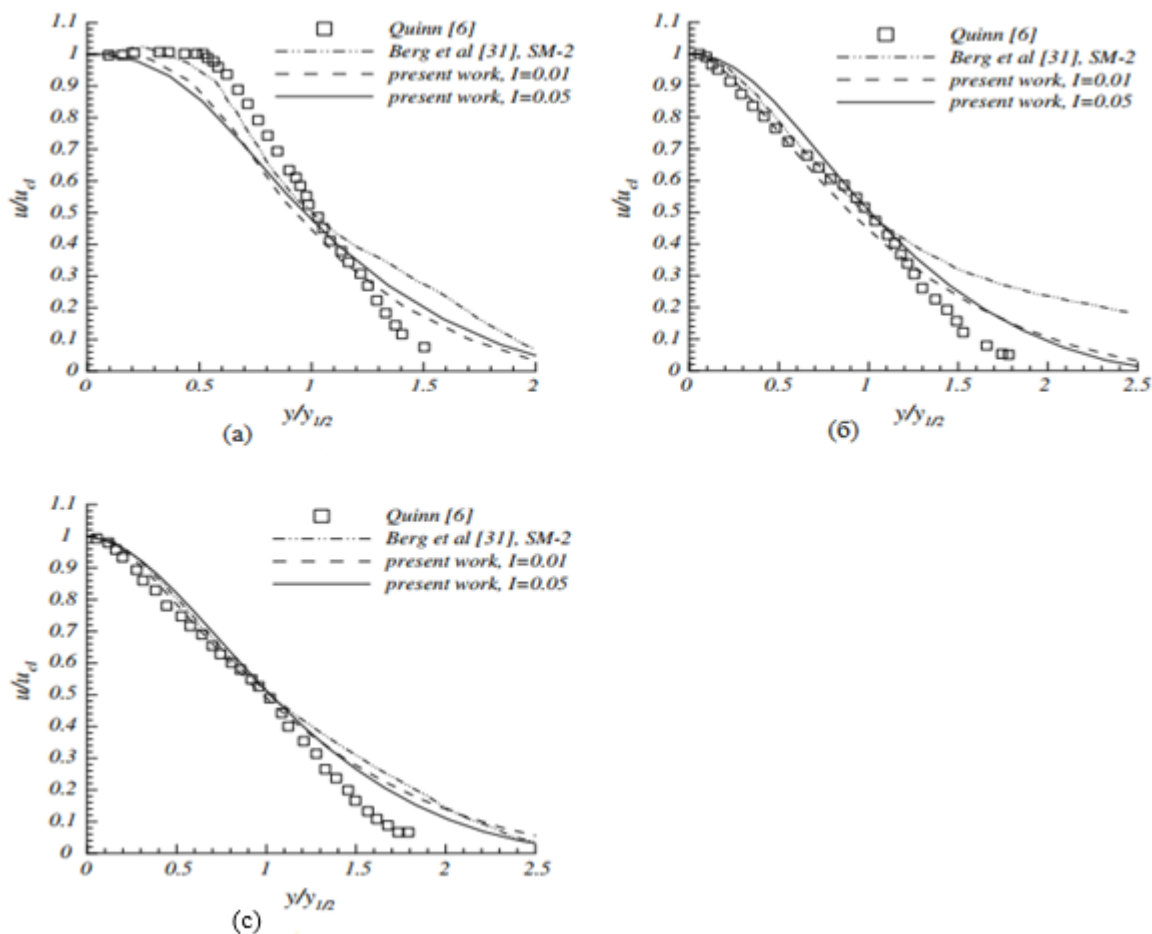 1.1
1
0.9
0.8
0.7
0.6
0.5
0.4
0.3
0.2
0.1
0
u/u_cl
Quinn [6]
Berg et al [31], SM-2
present work, I=0.01
present work, I=0.05
0 0.5 1 1.5 2
y/y_1/2
(а)
1.1
1
0.9
0.8
0.7
0.6
0.5
0.4
0.3
0.2
0.1
0
u/u_cl
Quinn [6]
Berg et al [31], SM-2
present work, I=0.01
present work, I=0.05
0 0.5 1 1.5 2 2.5
y/y_1/2
(б)
1.1
1
0.9
0.8
0.7
0.6
0.5
0.4
0.3
0.2
0.1
0
u/u_cl
Quinn [6]
Berg et al [31], SM-2
present work, I=0.01
present work, I=0.05
0 0.5 1 1.5 2 2.5
y/y_1/2
(c)